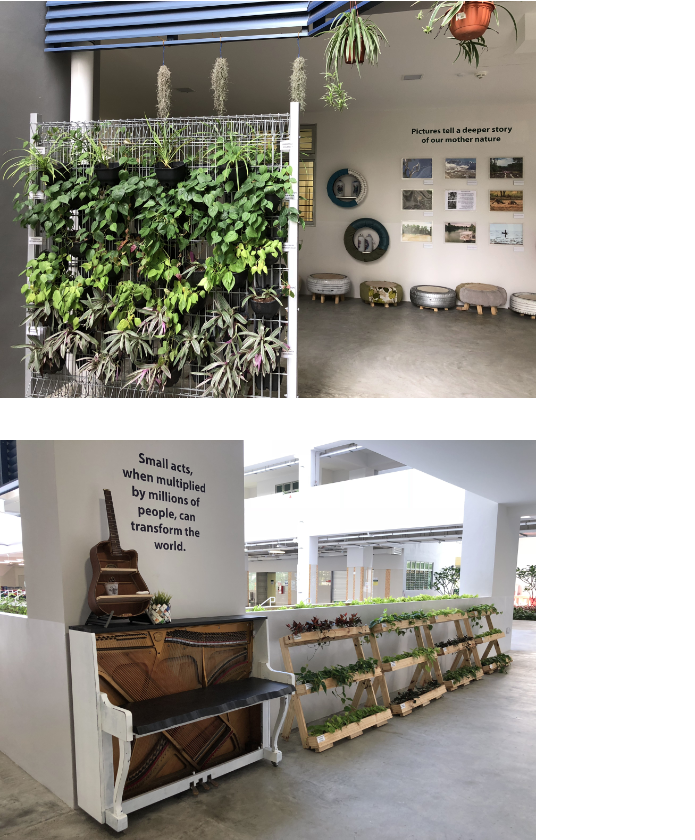 Pictures tell a deeper story
of our mother nature
Small acts,
when multiplied
by millions of
people, can
transform the
world.